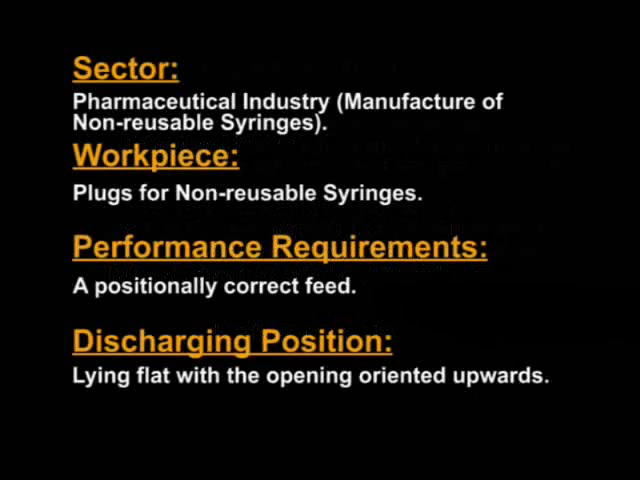 Sector:
Pharmaceutical Industry (Manufacture of
Non-reusable Syringes).
Workpiece:
Plugs for Non-reusable Syringes.
Performance Requirements:
A positionally correct feed.
Discharging Position:
Lying flat with the opening oriented upwards.